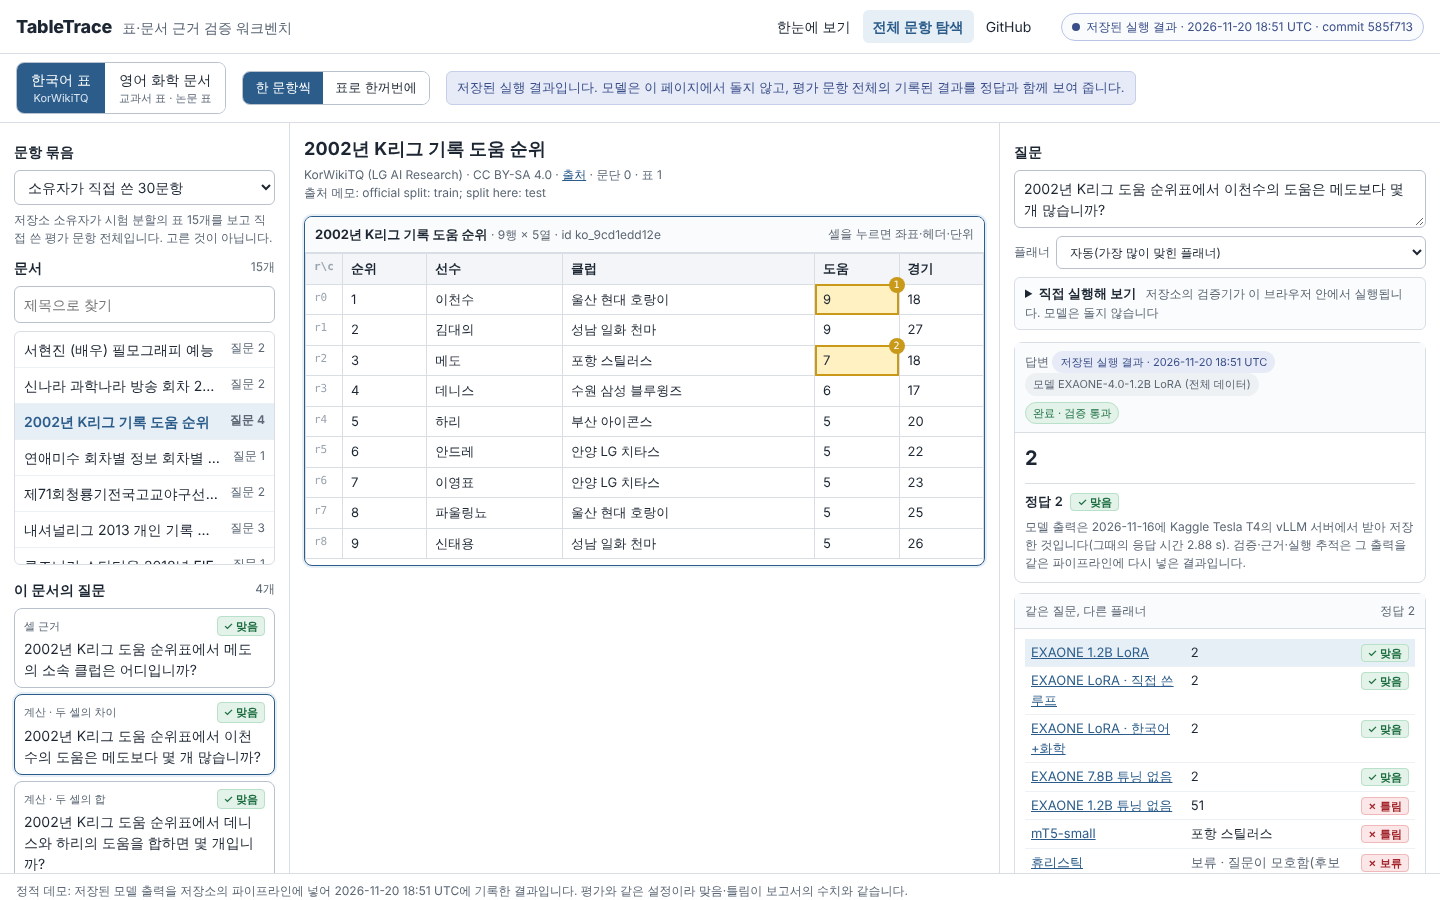 TableTrace 표·문서 근거 검증 워크벤치
한눈에 보기 전체 문항 탐색 GitHub 저장된 실행 결과 · 2026-11-20 18:51 UTC · commit 585f713
한국어 표
KorWikiTQ
영어 화학 문서
교과서 표 · 논문 표
한 문항씩 표로 한꺼번에
저장된 실행 결과입니다. 모델은 이 페이지에서 돌지 않고, 평가 문항 전체의 기록된 결과를 정답과 함께 보여 줍니다.
문항 묶음
소유자가 직접 쓴 30문항
저장소 소유자가 시험 분할의 표 15개를 보고 직
접 쓴 평가 문항 전체입니다. 고른 것이 아닙니다.
문서 15개
제목으로 찾기
서현진 (배우) 필모그래피 예능 질문 2
신나라 과학나라 방송 회차 2... 질문 2
2002년 K리그 기록 도움 순위 질문 4
연애미수 회차별 정보 회차별 ... 질문 1
제71회청룡기전국고교야구선... 질문 2
내셔널리그 2013 개인 기록 ... 질문 3
이 문서의 질문 4개
셀 근거 ✓ 맞음
2002년 K리그 도움 순위표에서 메도
의 소속 클럽은 어디입니까?
계산 · 두 셀의 차이 ✓ 맞음
2002년 K리그 도움 순위표에서 이천
수의 도움은 메도보다 몇 개 많습니까?
계산 · 두 셀의 합 ✓ 맞음
2002년 K리그 도움 순위표에서 데니
스와 하리의 도움을 합하면 몇 개입니
까?
2002년 K리그 기록 도움 순위
KorWikiTQ (LG AI Research) · CC BY-SA 4.0 · 출처 · 문단 0 · 표 1
출처 메모: official split: train; split here: test
2002년 K리그 기록 도움 순위 · 9행 × 5열 · id ko_9cd1edd12e 셀을 누르면 좌표·헤더·단위
r\c 순위 선수 클럽 도움 경기
r0 1 이천수 울산 현대 호랑이 9 1 18
r1 2 김대의 성남 일화 천마 9 27
r2 3 메도 포항 스틸러스 7 2 18
r3 4 데니스 수원 삼성 블루윙즈 6 17
r4 5 하리 부산 아이콘스 5 20
r5 6 안드레 안양 LG 치타스 5 22
r6 7 이영표 안양 LG 치타스 5 23
r7 8 파울링뇨 울산 현대 호랑이 5 25
r8 9 신태용 성남 일화 천마 5 26
질문
2002년 K리그 도움 순위표에서 이천수의 도움은 메도보다 몇
개 많습니까?
플래너 자동(가장 많이 맞힌 플래너)
▶ 직접 실행해 보기 저장소의 검증기가 이 브라우저 안에서 실행됩니
다. 모델은 돌지 않습니다
답변 저장된 실행 결과 · 2026-11-20 18:51 UTC
모델 EXAONE-4.0-1.2B LoRA (전체 데이터)
완료 · 검증 통과
2
정답 2 ✓ 맞음
모델 출력은 2026-11-16에 Kaggle Tesla T4의 vLLM 서버에서 받아 저장
한 것입니다(그때의 응답 시간 2.88 s). 검증·근거·실행 추적은 그 출력을
같은 파이프라인에 다시 넣은 결과입니다.
같은 질문, 다른 플래너 정답 2
EXAONE 1.2B LoRA 2 ✓ 맞음
EXAONE LoRA · 직접 쓴
루프 2 ✓ 맞음
EXAONE LoRA · 한국어
+화학 2 ✓ 맞음
EXAONE 7.8B 튜닝 없음 2 ✓ 맞음
EXAONE 1.2B 튜닝 없음 51 × 틀림
mT5-small 포항 스틸러스 × 틀림
휴리스틱 보류 · 질문이 모호함(후보 × 보류
정적 데모: 저장된 모델 출력을 저장소의 파이프라인에 넣어 2026-11-20 18:51 UTC에 기록한 결과입니다. 평가와 같은 설정이라 맞음·틀림이 보고서의 수치와 같습니다.